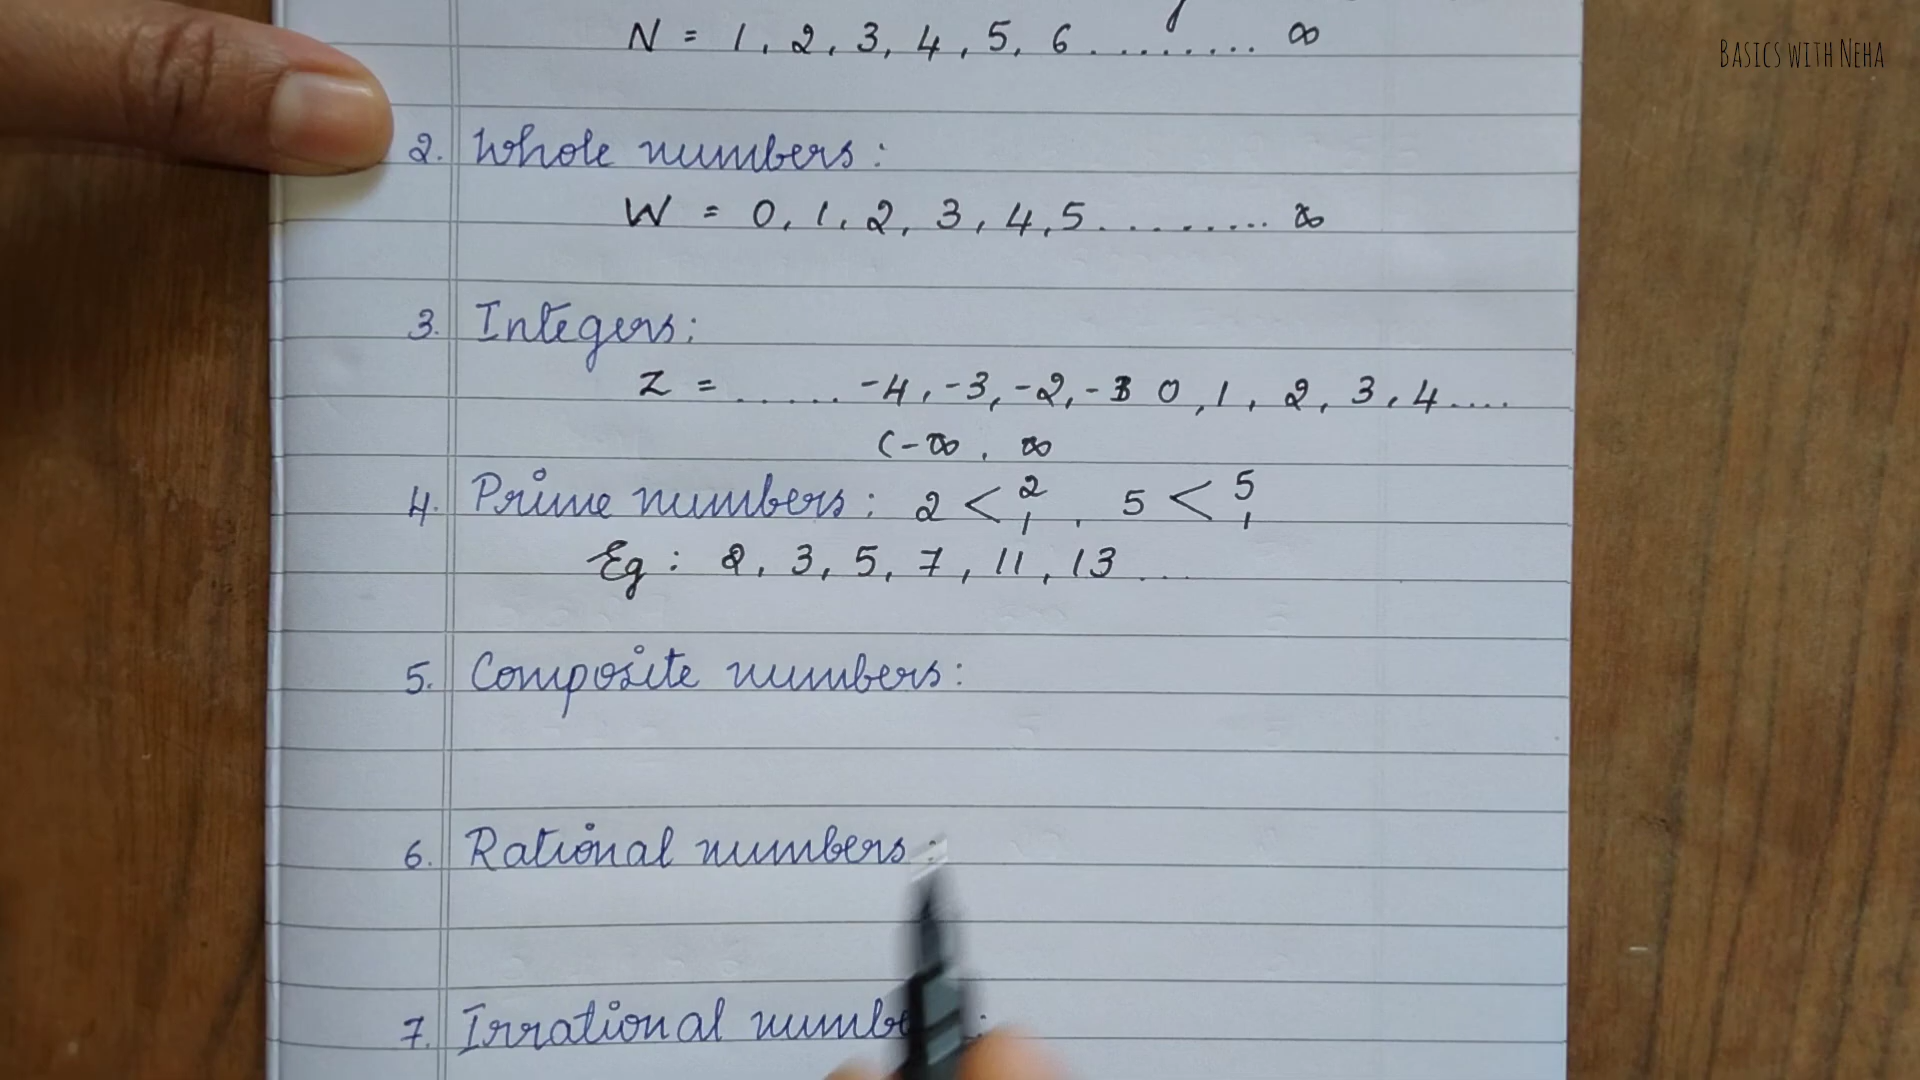 N = 1, 2, 3, 4, 5, 6 ......... ∞
BASICS WITH NEHA
2. Whole numbers:
W = 0, 1, 2, 3, 4, 5 ......... ∞
3. Integers:
Z = ...... -4, -3, -2, - 0, 1, 2, 3, 4 ....
(-∞, ∞
4. Prime numbers: 2 < 2 1, 5 < 5 1
Eg: 2, 3, 5, 7, 11, 13 ...
5. Composite numbers:
6. Rational numbers:
7. Irrational